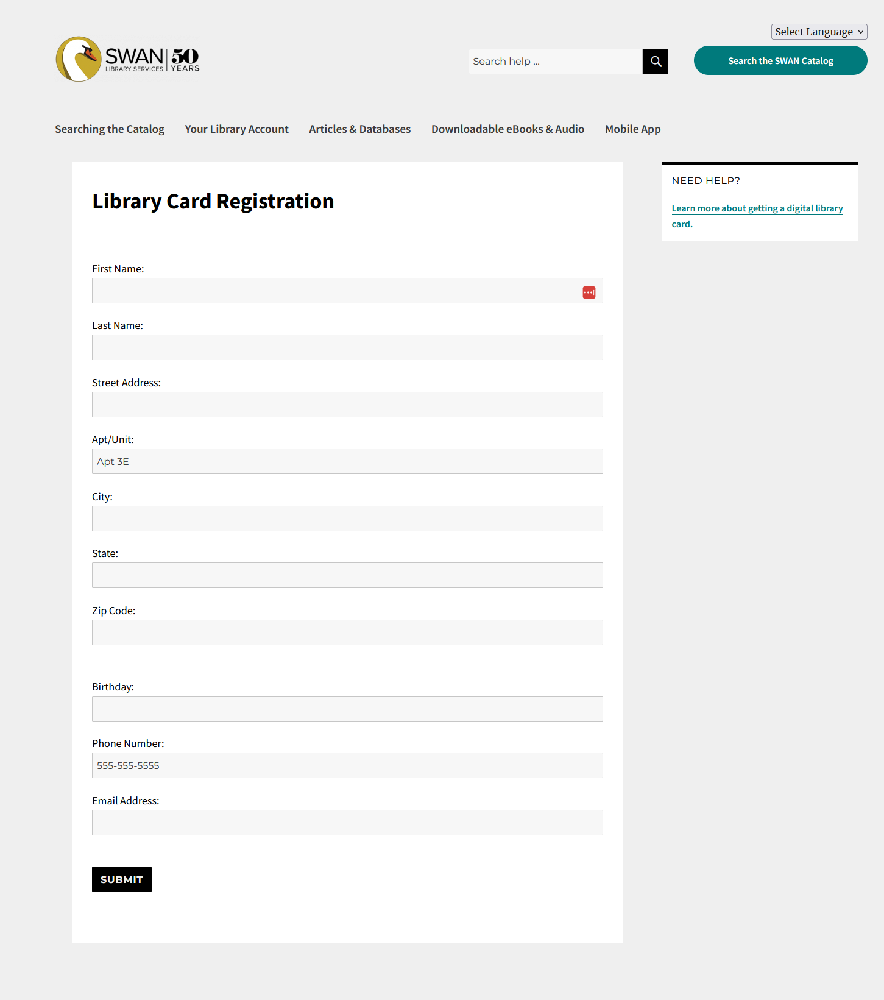 Select Language
SWAN 50
LIBRARY SERVICES YEARS
Search help ...
Search the SWAN Catalog
Searching the Catalog Your Library Account Articles & Databases Downloadable eBooks & Audio Mobile App
Library Card Registration
First Name:
Last Name:
Street Address:
Apt/Unit:
Apt 3E
City:
State:
Zip Code:
Birthday:
Phone Number:
555-555-5555
Email Address:
SUBMIT
NEED HELP?
Learn more about getting a digital library
card.